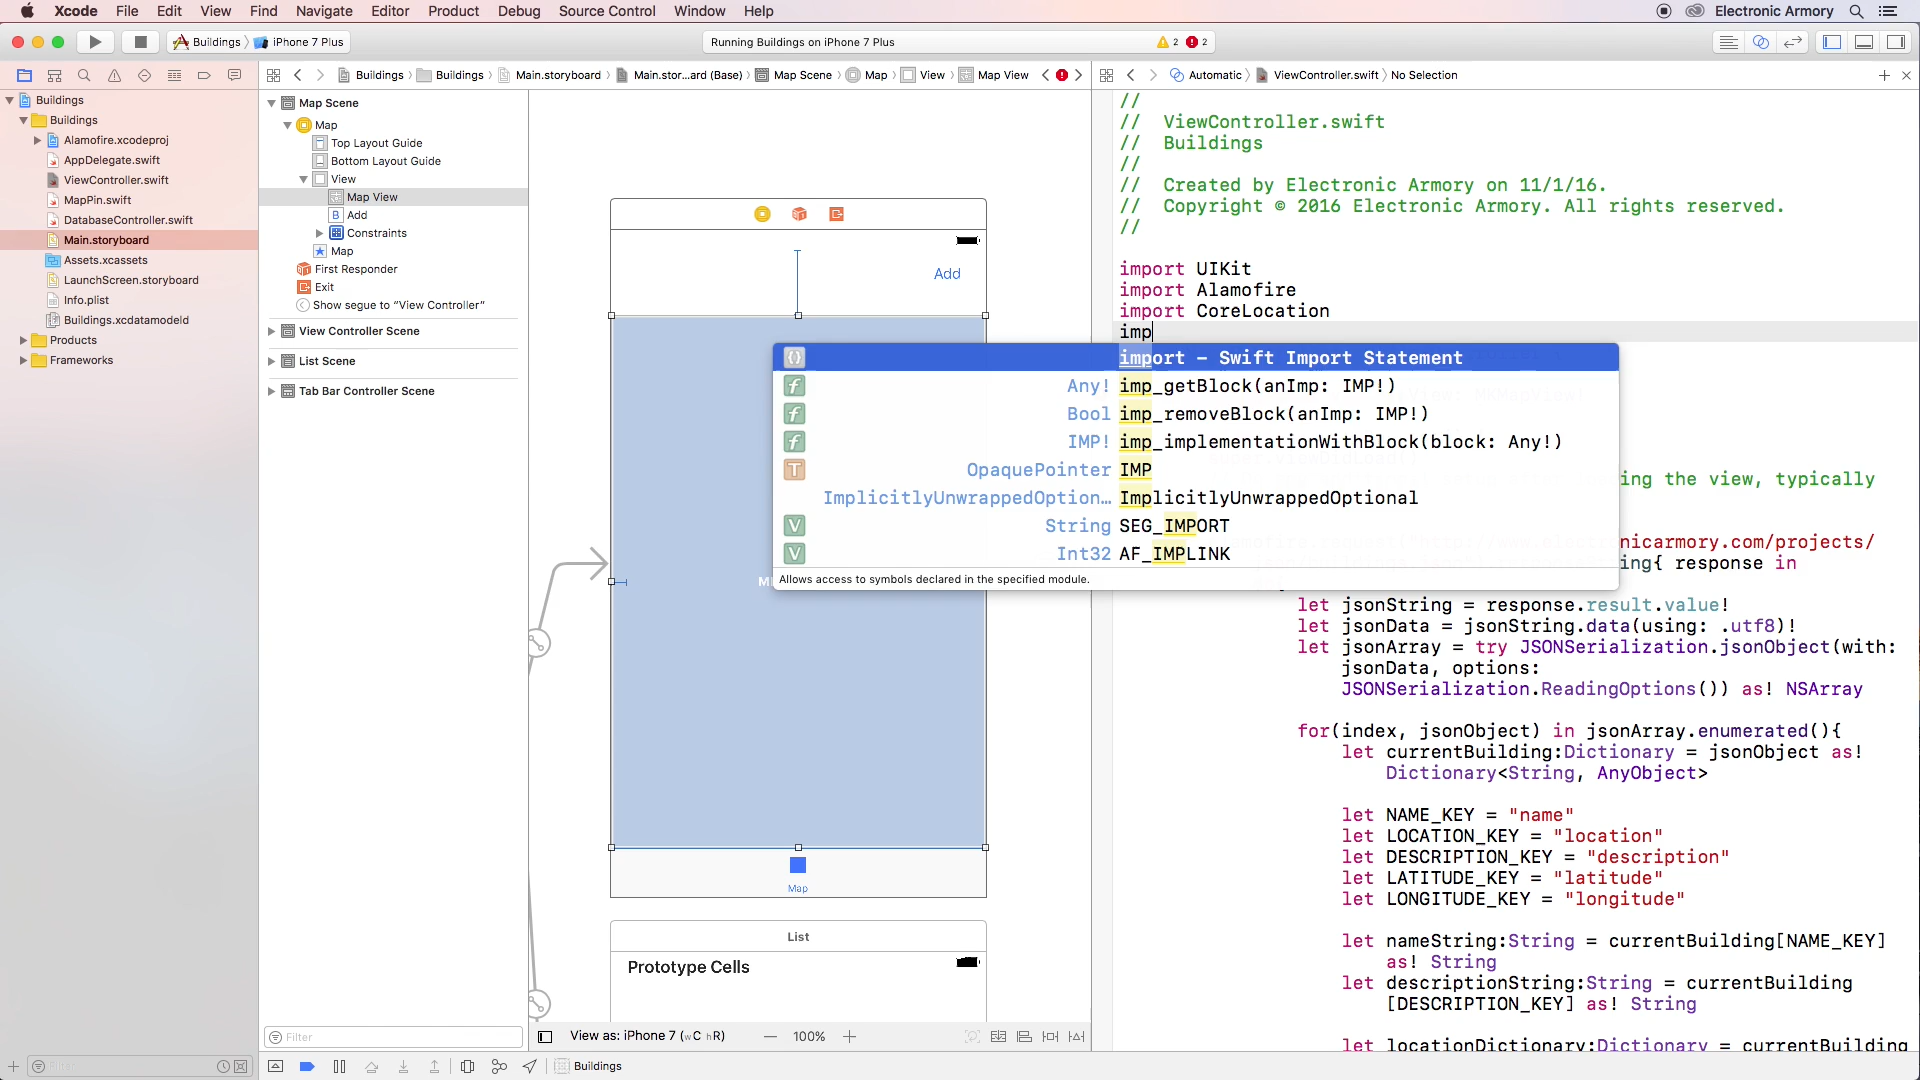 Xcode File Edit View Find Navigate Editor Product Debug Source Control Window Help Electronic Armory
Buildings iPhone 7 Plus Running Buildings on iPhone 7 Plus 2 2
Buildings Buildings Main.storyboard Main.stor...ard (Base) Map Scene Map View Map View
Automatic ViewController.swift No Selection
Buildings
Buildings
Alamofire.xcodeproj
AppDelegate.swift
ViewController.swift
MapPin.swift
DatabaseController.swift
Main.storyboard
Assets.xcassets
LaunchScreen.storyboard
Info.plist
Buildings.xcdatamodeld
Products
Frameworks
Filter
Map Scene
Map
Top Layout Guide
Bottom Layout Guide
View
Map View
B Add
Constraints
Map
First Responder
Exit
Show segue to “View Controller”
View Controller Scene
List Scene
Tab Bar Controller Scene
Filter
Add
Map
List
Prototype Cells
View as: iPhone 7 (wC hR) — 100% +
Buildings
//
// ViewController.swift
// Buildings
//
// Created by Electronic Armory on 11/1/16.
// Copyright © 2016 Electronic Armory. All rights reserved.
//
import UIKit
import Alamofire
import CoreLocation
imp
{} import – Swift Import Statement
f Any! imp_getBlock(anImp: IMP!)
f Bool imp_removeBlock(anImp: IMP!)
f IMP! imp_implementationWithBlock(block: Any!)
T OpaquePointer IMP
ImplicitlyUnwrappedOption... ImplicitlyUnwrappedOptional
V String SEG_IMPORT
V Int32 AF_IMPLINK
Allows access to symbols declared in the specified module.
ing the view, typically
nicarmory.com/projects/
ing{ response in
let jsonString = response.result.value!
let jsonData = jsonString.data(using: .utf8)!
let jsonArray = try JSONSerialization.jsonObject(with:
jsonData, options:
JSONSerialization.ReadingOptions()) as! NSArray
for(index, jsonObject) in jsonArray.enumerated(){
let currentBuilding:Dictionary = jsonObject as!
Dictionary<String, AnyObject>
let NAME_KEY = "name"
let LOCATION_KEY = "location"
let DESCRIPTION_KEY = "description"
let LATITUDE_KEY = "latitude"
let LONGITUDE_KEY = "longitude"
let nameString:String = currentBuilding[NAME_KEY]
as! String
let descriptionString:String = currentBuilding
[DESCRIPTION_KEY] as! String
let locationDictionary:Dictionary = currentBuilding